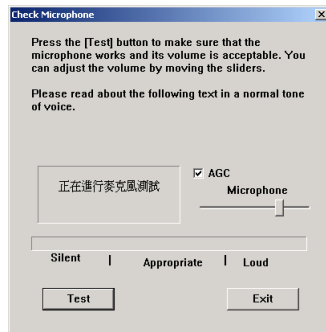 Check Microphone
Press the [Test] button to make sure that the
microphone works and its volume is acceptable. You
can adjust the volume by moving the sliders.
Please read about the following text in a normal tone
of voice.
AGC
正在進行麥克風測試
Microphone
Silent | Appropriate | Loud
Test Exit